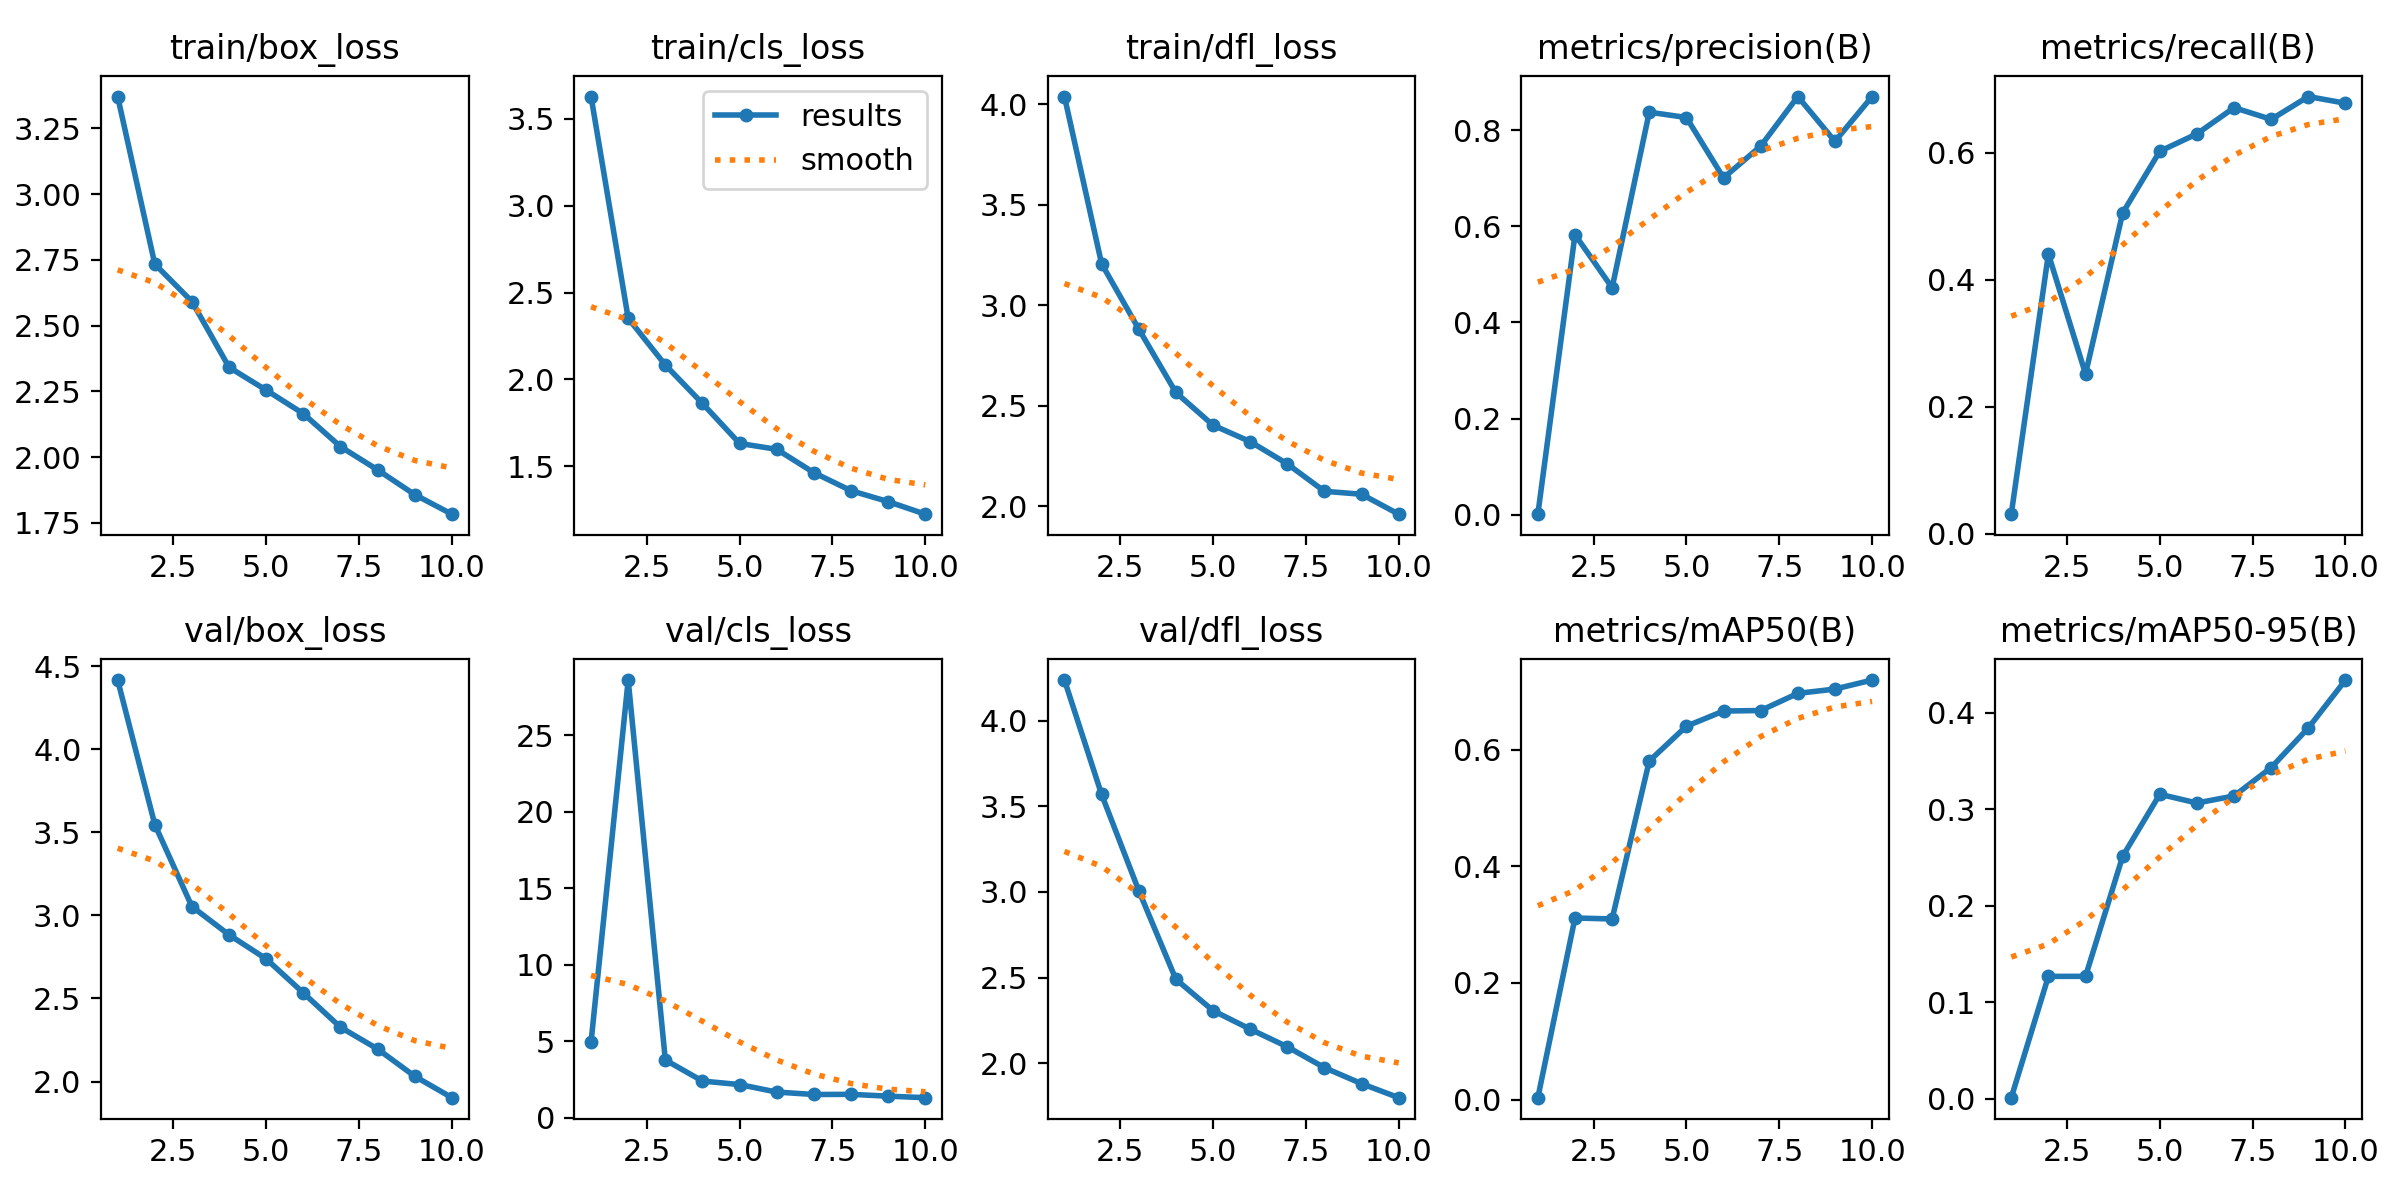 train/box_loss
3.25
3.00
2.75
2.50
2.25
2.00
1.75
2.5 5.0 7.5 10.0
train/cls_loss
results
smooth
3.5
3.0
2.5
2.0
1.5
2.5 5.0 7.5 10.0
train/dfl_loss
4.0
3.5
3.0
2.5
2.0
2.5 5.0 7.5 10.0
metrics/precision(B)
0.8
0.6
0.4
0.2
0.0
2.5 5.0 7.5 10.0
metrics/recall(B)
0.6
0.4
0.2
0.0
2.5 5.0 7.5 10.0
val/box_loss
4.5
4.0
3.5
3.0
2.5
2.0
2.5 5.0 7.5 10.0
val/cls_loss
25
20
15
10
5
0
2.5 5.0 7.5 10.0
val/dfl_loss
4.0
3.5
3.0
2.5
2.0
2.5 5.0 7.5 10.0
metrics/mAP50(B)
0.6
0.4
0.2
0.0
2.5 5.0 7.5 10.0
metrics/mAP50-95(B)
0.4
0.3
0.2
0.1
0.0
2.5 5.0 7.5 10.0